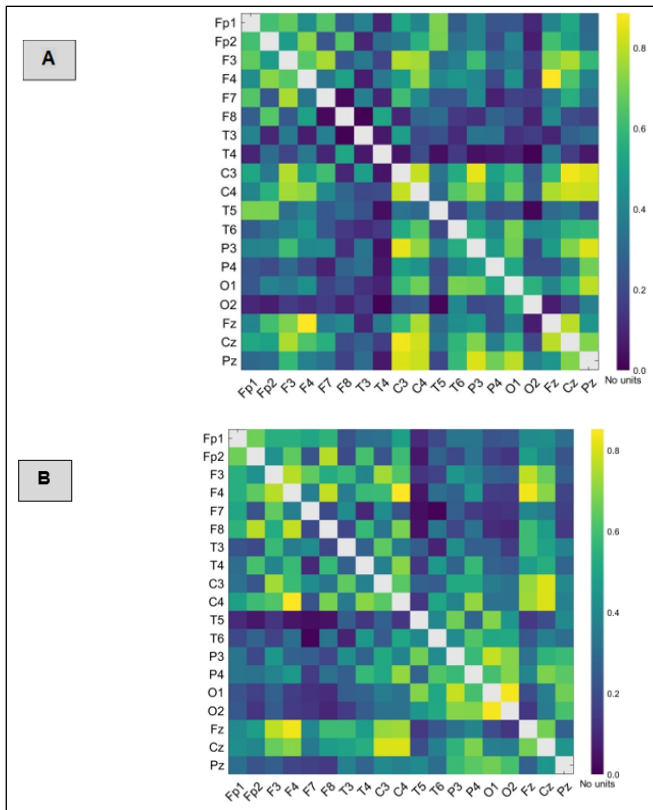 A
Fp1
Fp2
F3
F4
F7
F8
T3
T4
C3
C4
T5
T6
P3
P4
O1
O2
Fz
Cz
Pz
Fp1 Fp2 F3 F4 F7 F8 T3 T4 C3 C4 T5 T6 P3 P4 O1 O2 Fz Cz Pz
0.8
0.6
0.4
0.2
0.0
No units
B
Fp1
Fp2
F3
F4
F7
F8
T3
T4
C3
C4
T5
T6
P3
P4
O1
O2
Fz
Cz
Pz
Fp1 Fp2 F3 F4 F7 F8 T3 T4 C3 C4 T5 T6 P3 P4 O1 O2 Fz Cz Pz
0.8
0.6
0.4
0.2
0.0
No units